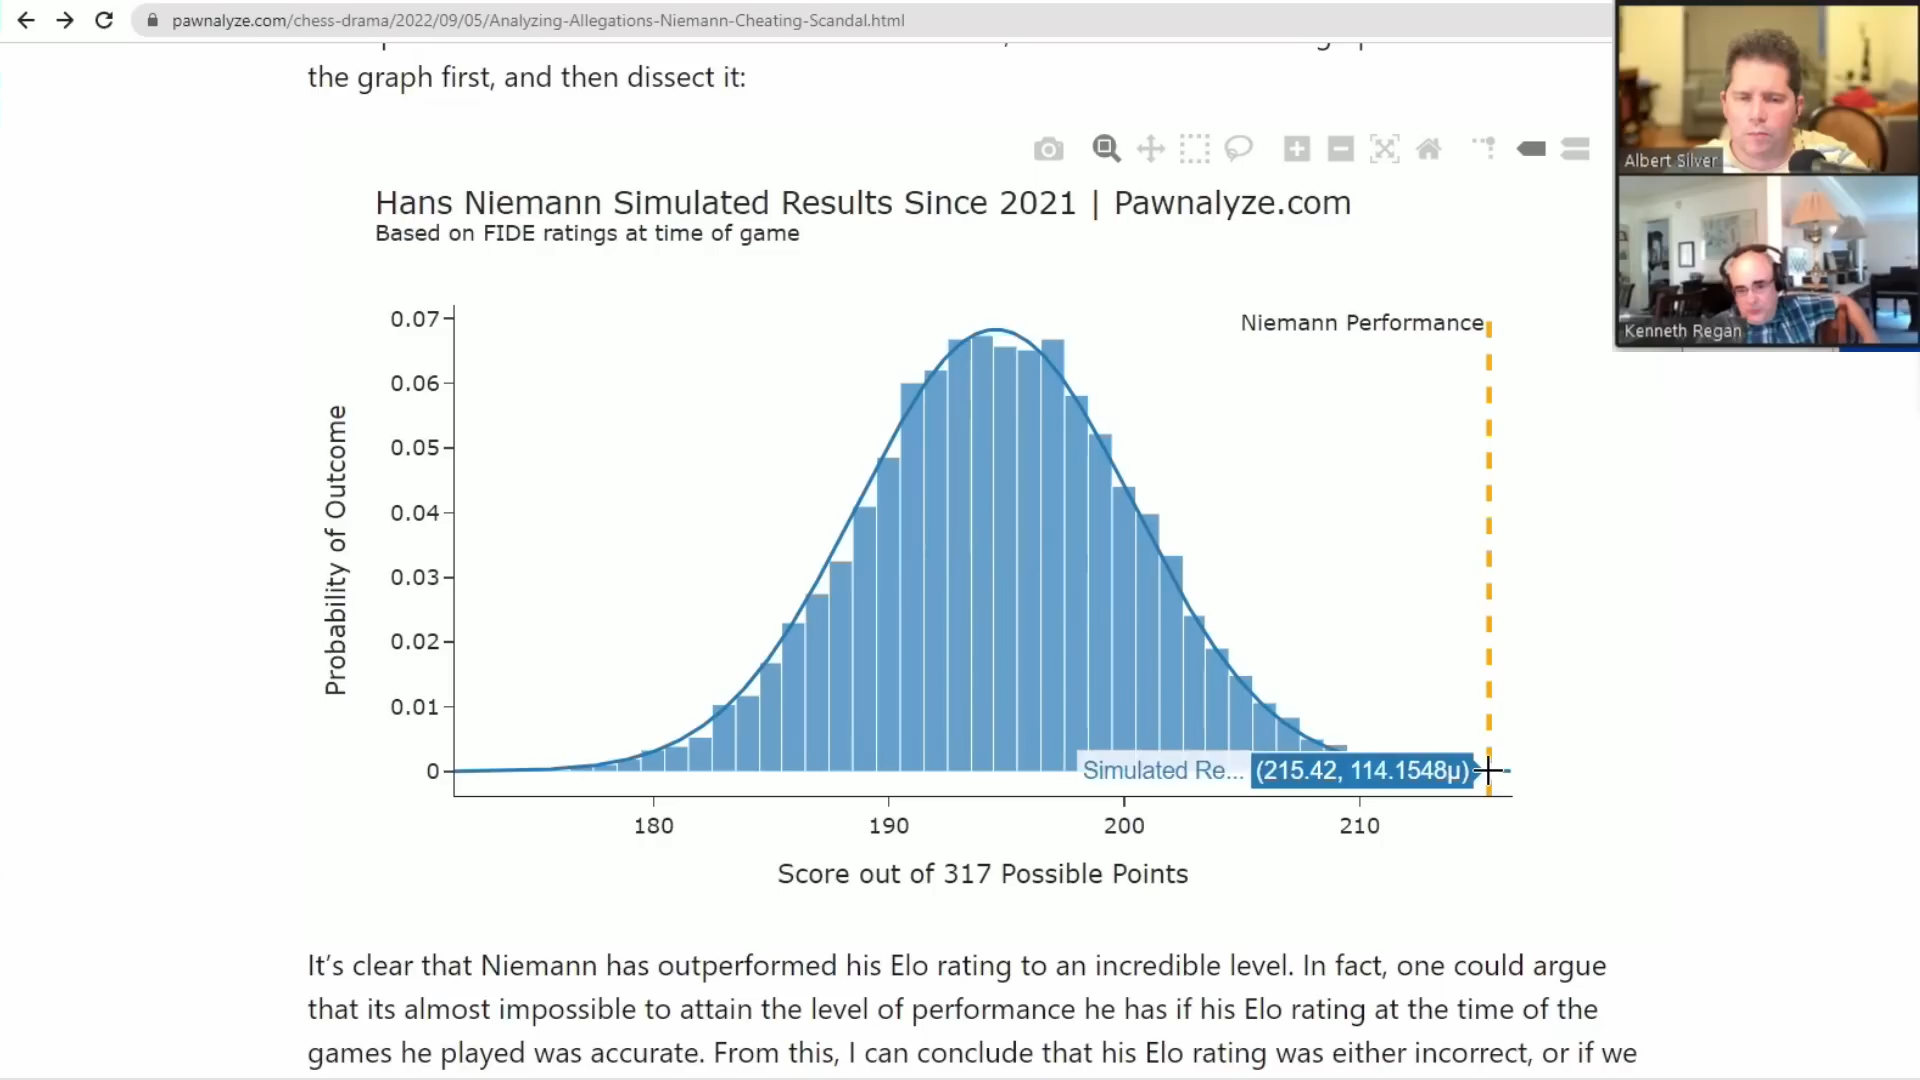 pawnalyze.com/chess-drama/2022/09/05/Analyzing-Allegations-Niemann-Cheating-Scandal.html
the graph first, and then dissect it:
Albert Silver
Kenneth Regan
Hans Niemann Simulated Results Since 2021 | Pawnalyze.com
Based on FIDE ratings at time of game
Niemann Performance
Probability of Outcome
0.07
0.06
0.05
0.04
0.03
0.02
0.01
0
Simulated Re... (215.42, 114.1548μ)
180 190 200 210
Score out of 317 Possible Points
It’s clear that Niemann has outperformed his Elo rating to an incredible level. In fact, one could argue
that its almost impossible to attain the level of performance he has if his Elo rating at the time of the
games he played was accurate. From this, I can conclude that his Elo rating was either incorrect, or if we